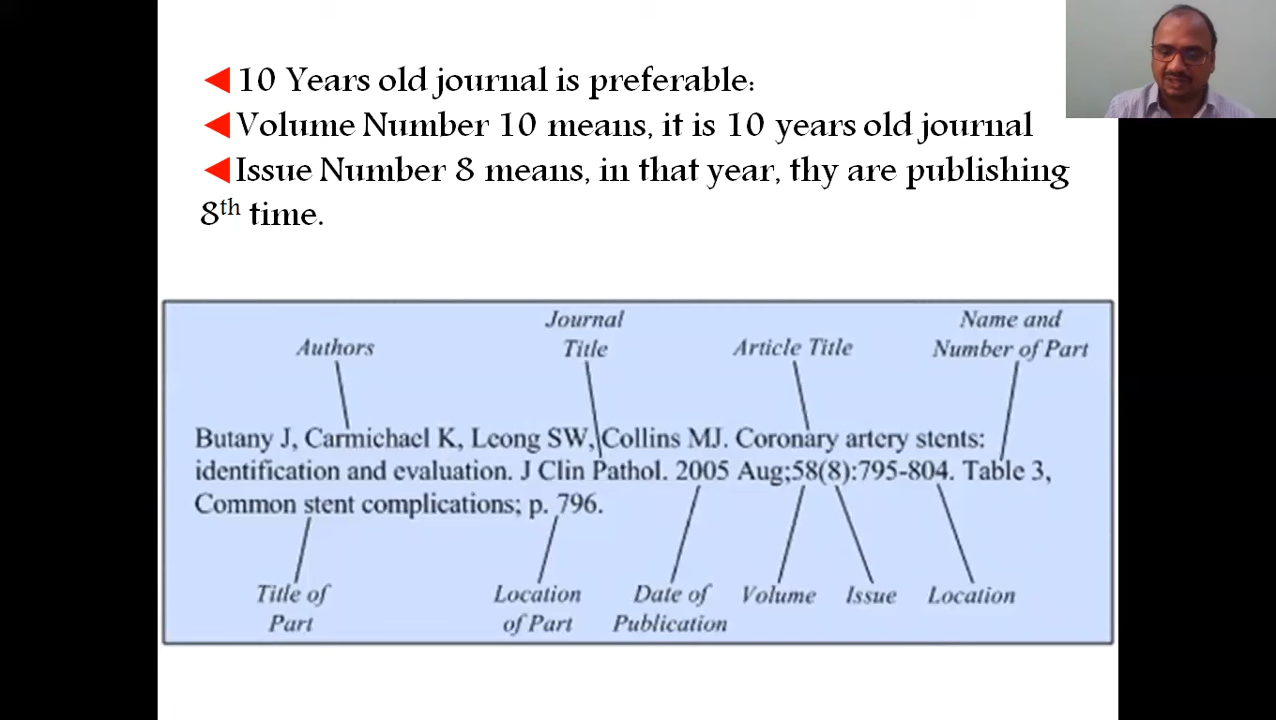 10 Years old journal is preferable:
Volume Number 10 means, it is 10 years old journal
Issue Number 8 means, in that year, thy are publishing
8th time.
Journal
Title
Name and
Number of Part
Authors
Article Title
Butany J, Carmichael K, Leong SW, Collins MJ. Coronary artery stents:
identification and evaluation. J Clin Pathol. 2005 Aug;58(8):795-804. Table 3,
Common stent complications; p. 796.
Title of
Part
Location
of Part
Date of
Publication
Volume
Issue
Location